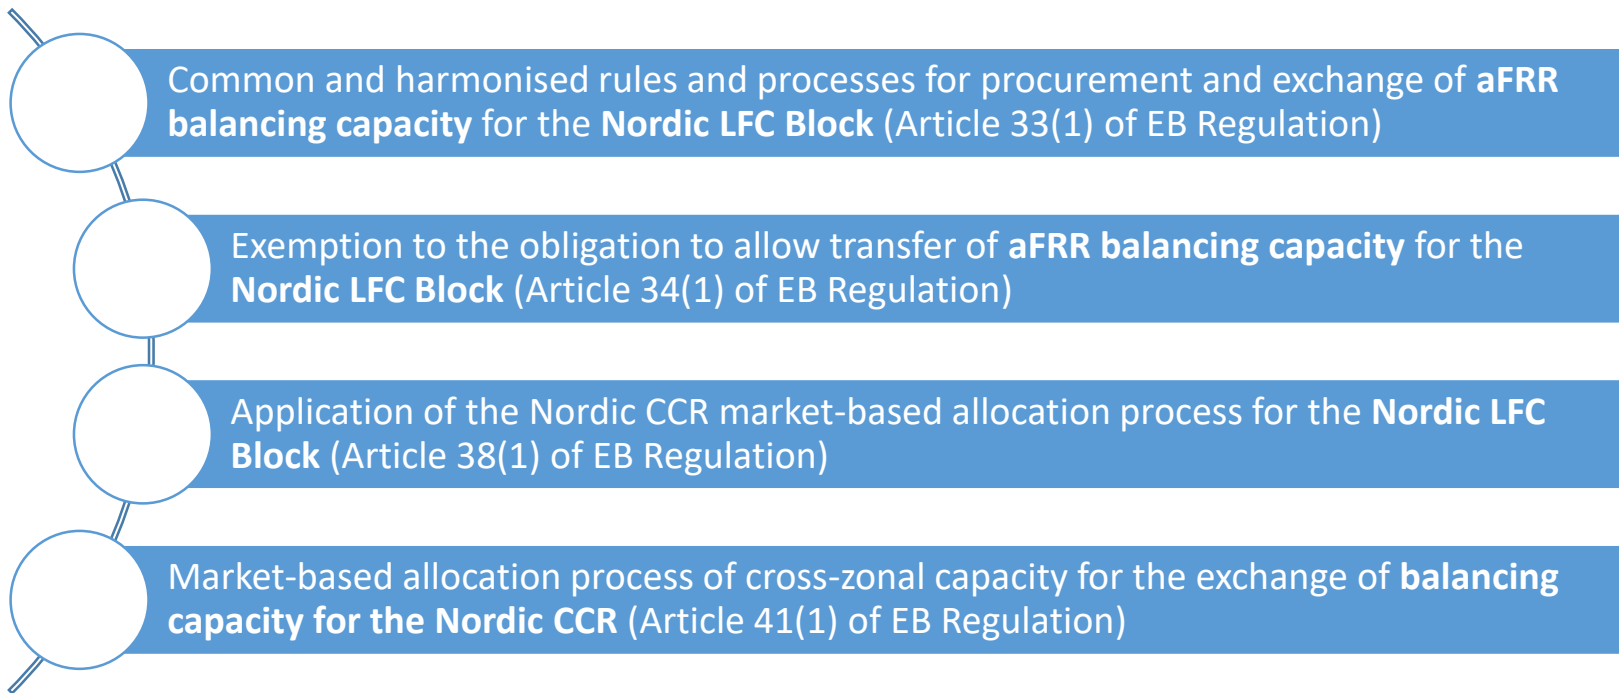 Common and harmonised rules and processes for procurement and exchange of aFRR
balancing capacity for the Nordic LFC Block (Article 33(1) of EB Regulation)
Exemption to the obligation to allow transfer of aFRR balancing capacity for the
Nordic LFC Block (Article 34(1) of EB Regulation)
Application of the Nordic CCR market-based allocation process for the Nordic LFC
Block (Article 38(1) of EB Regulation)
Market-based allocation process of cross-zonal capacity for the exchange of balancing
capacity for the Nordic CCR (Article 41(1) of EB Regulation)